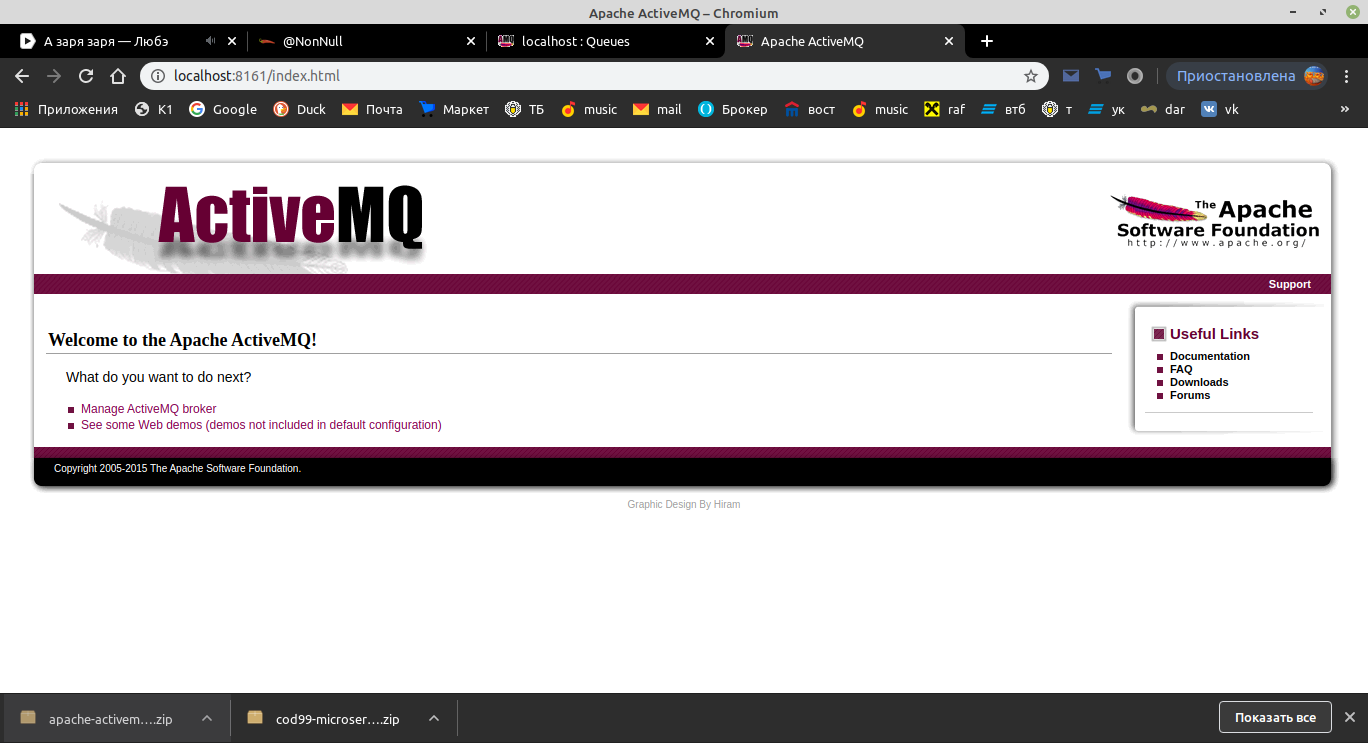 Apache ActiveMQ – Chromium
А заря заря — Любэ
@NonNull
localhost : Queues
Apache ActiveMQ
localhost:8161/index.html
Приостановлена
Приложения К1 Google Duck Почта Маркет ТБ music mail Брокер вост music raf втб т ук dar vk »
ActiveMQ
The Apache
Software Foundation
http://www.apache.org/
Support
Welcome to the Apache ActiveMQ!
What do you want to do next?
Manage ActiveMQ broker
See some Web demos (demos not included in default configuration)
Useful Links
Documentation
FAQ
Downloads
Forums
Copyright 2005-2015 The Apache Software Foundation.
Graphic Design By Hiram
apache-activem….zip
cod99-microser….zip
Показать все